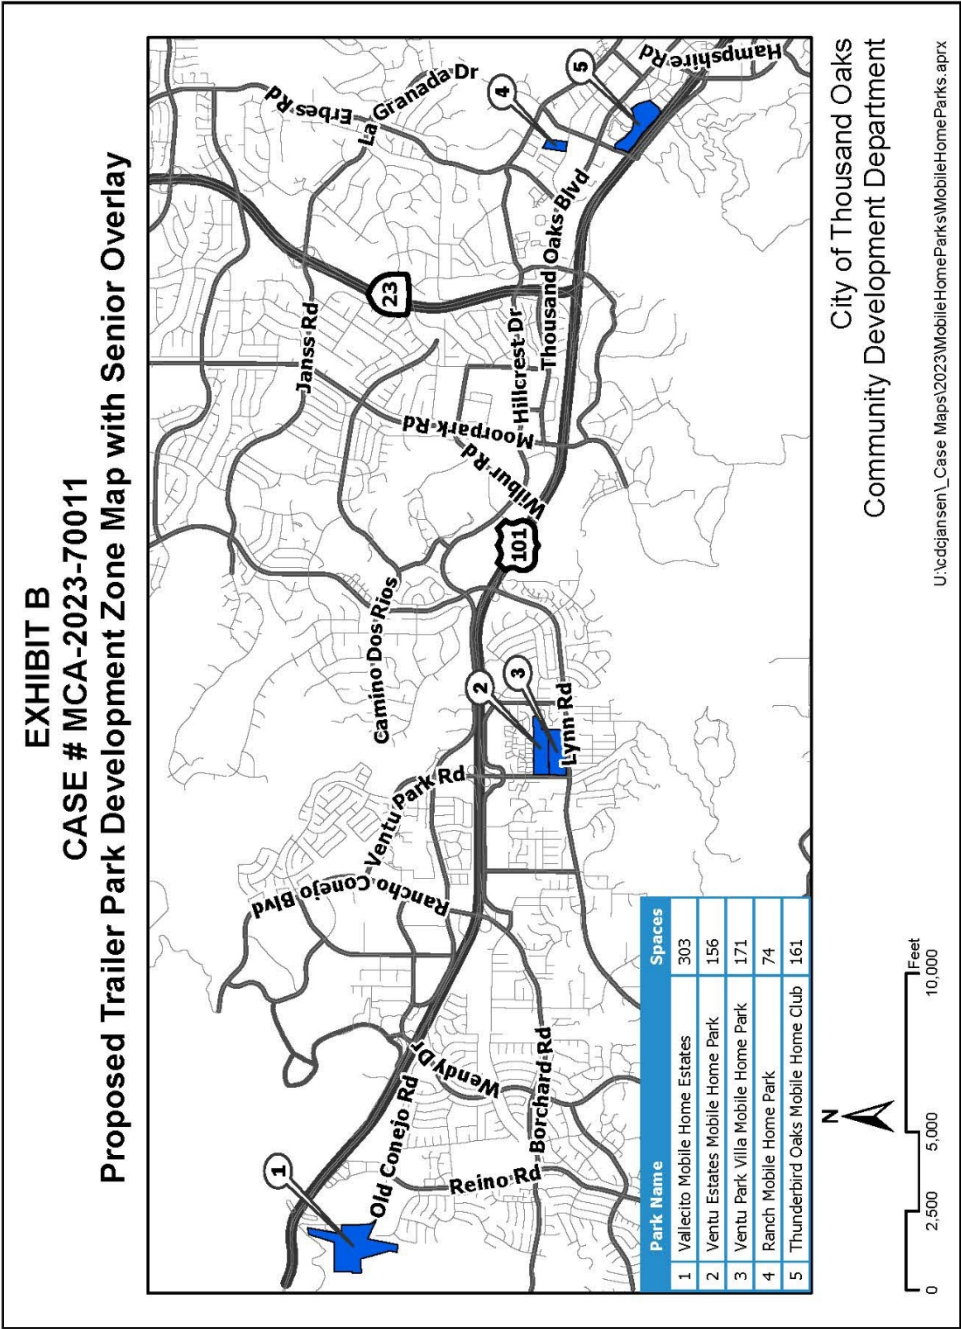 EXHIBIT B
CASE # MCA-2023-70011
Proposed Trailer Park Development Zone Map with Senior Overlay
Erbes Rd
La Granada Dr
23
Janss Rd
4
5
Hampshire Rd
Thousand Oaks Blvd
Hillcrest Dr
Moorpark Rd
Wilbur Rd
101
Camino Dos Rios
2
3
Lynn Rd
Ventu Park Rd
Rancho Conejo Blvd
1
Old Conejo Rd
Wendy Dr
Reino Rd
Borchard Rd
Park Name Spaces
1 Vallecito Mobile Home Estates 303
2 Ventu Estates Mobile Home Park 156
3 Ventu Park Villa Mobile Home Park 171
4 Ranch Mobile Home Park 74
5 Thunderbird Oaks Mobile Home Club 161
N
0 2,500 5,000 10,000
Feet
City of Thousand Oaks
Community Development Department
U:\cdcjansen\_Case Maps\2023\MobileHomeParks\MobileHomeParks.aprx